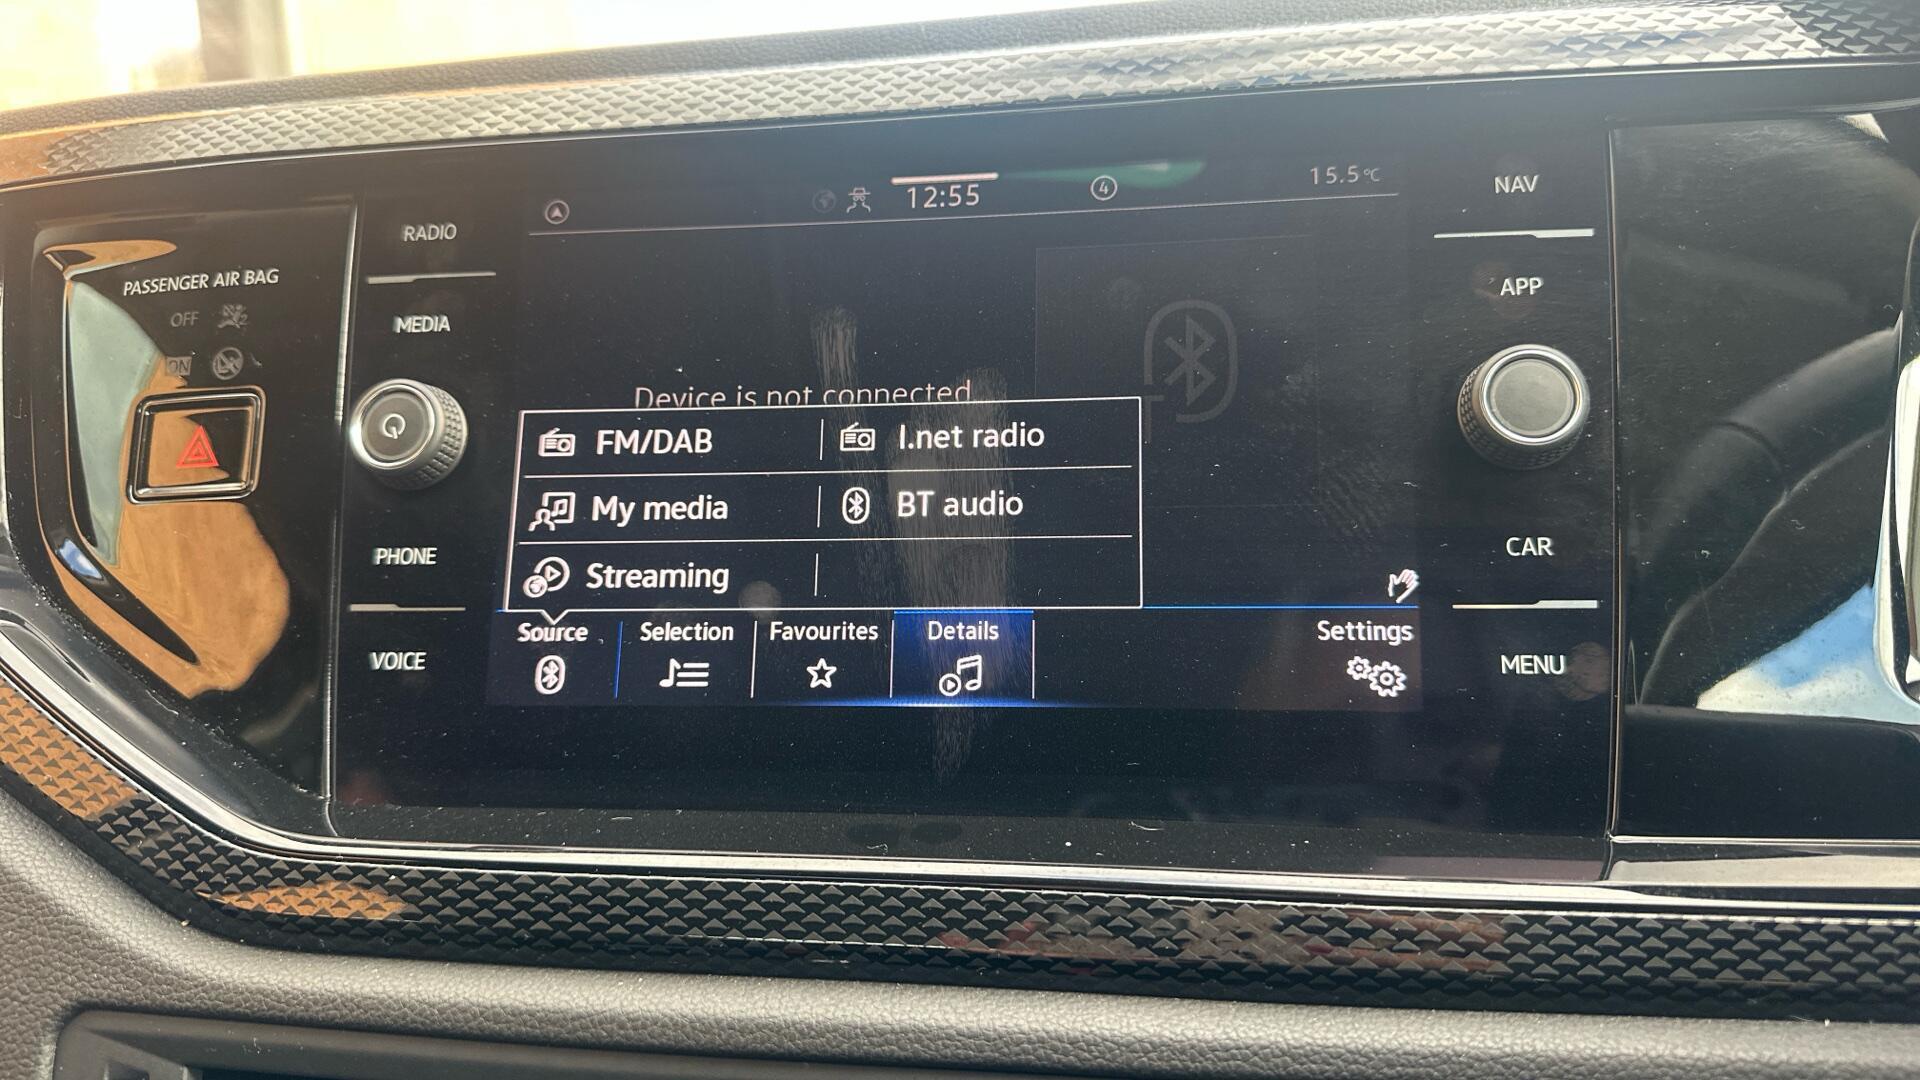 12:55
4
15.5°C
NAV
RADIO
PASSENGER AIR BAG
OFF
ON
APP
MEDIA
Device is not connected.
FM/DAB
I.net radio
My media
BT audio
Streaming
PHONE
CAR
Source
Selection
Favourites
Details
Settings
VOICE
MENU